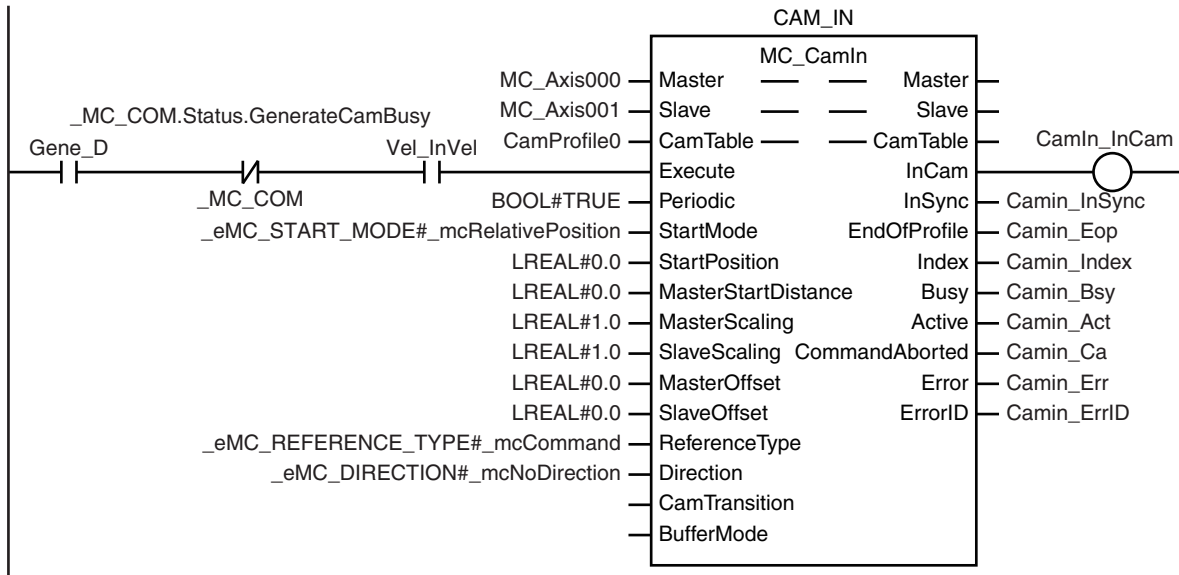 CAM_IN
MC_CamIn
MC_Axis000 Master Master
MC_Axis001 Slave Slave
_MC_COM.Status.GenerateCamBusy
CamProfile0 CamTable CamTable
Gene_D Vel_InVel CamIn_InCam
Execute InCam
_MC_COM
BOOL#TRUE Periodic InSync Camin_InSync
_eMC_START_MODE#_mcRelativePosition StartMode EndOfProfile Camin_Eop
LREAL#0.0 StartPosition Index Camin_Index
LREAL#0.0 MasterStartDistance Busy Camin_Bsy
LREAL#1.0 MasterScaling Active Camin_Act
LREAL#1.0 SlaveScaling CommandAborted Camin_Ca
LREAL#0.0 MasterOffset Error Camin_Err
LREAL#0.0 SlaveOffset ErrorID Camin_ErrID
_eMC_REFERENCE_TYPE#_mcCommand ReferenceType
_eMC_DIRECTION#_mcNoDirection Direction
CamTransition
BufferMode